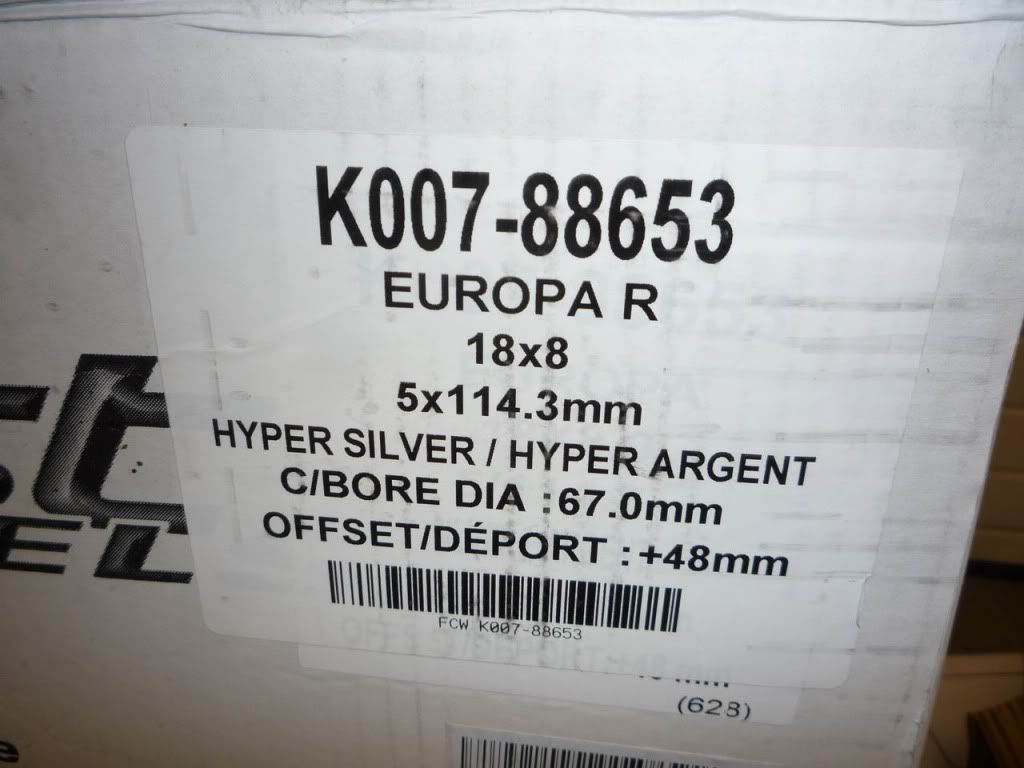 K007-88653
EUROPA R
18x8
5x114.3mm
HYPER SILVER / HYPER ARGENT
C/BORE DIA :67.0mm
OFFSET/DÉPORT :+48mm
FCW K007-88653
(628)